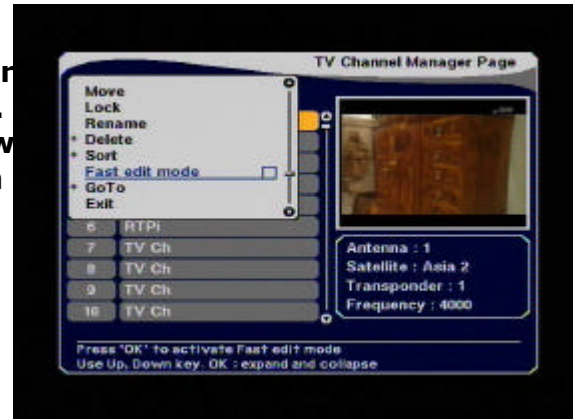 TV Channel Manager Page
Move
Lock
Rename
* Delete
* Sort
Fast edit mode
* GoTo
Exit
6 RTPi
7 TV Ch
8 TV Ch
9 TV Ch
10 TV Ch
Antenna : 1
Satellite : Asia 2
Transponder : 1
Frequency : 4000
Press 'OK' to activate Fast edit mode
Use Up, Down key. OK : expand and collapse